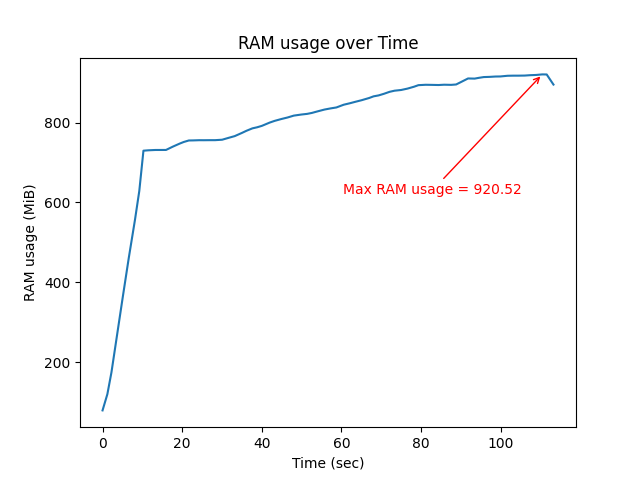 RAM usage over Time
RAM usage (MiB)
800
600
400
200
Max RAM usage = 920.52
0 20 40 60 80 100
Time (sec)